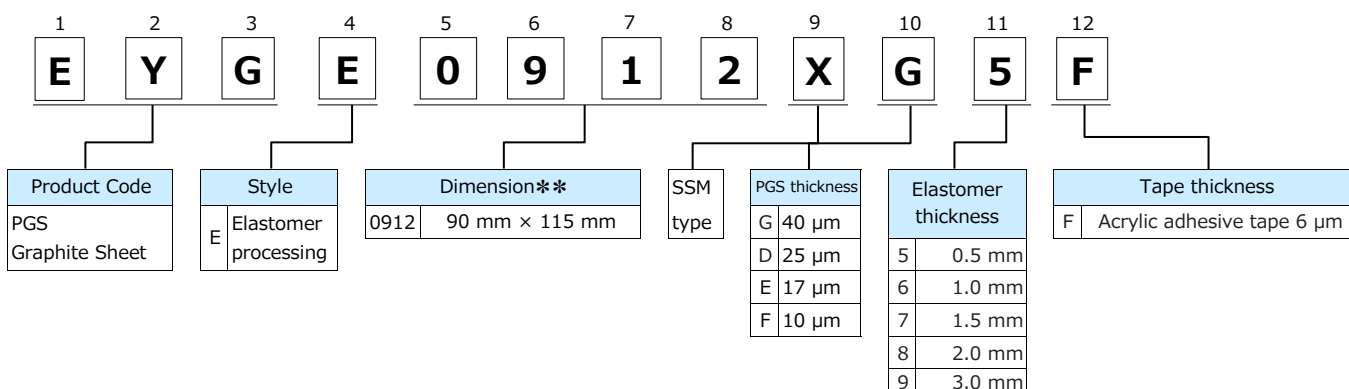 1 2 3 4 5 6 7 8 9 10 11 12
E Y G E 0 9 1 2 X G 5 F
Product Code
PGS
Graphite Sheet
Style
E Elastomer
processing
Dimension**
0912 90 mm × 115 mm
SSM
type
PGS thickness
G 40 μm
D 25 μm
E 17 μm
F 10 μm
Elastomer
thickness
5 0.5 mm
6 1.0 mm
7 1.5 mm
8 2.0 mm
9 3.0 mm
Tape thickness
F Acrylic adhesive tape 6 μm